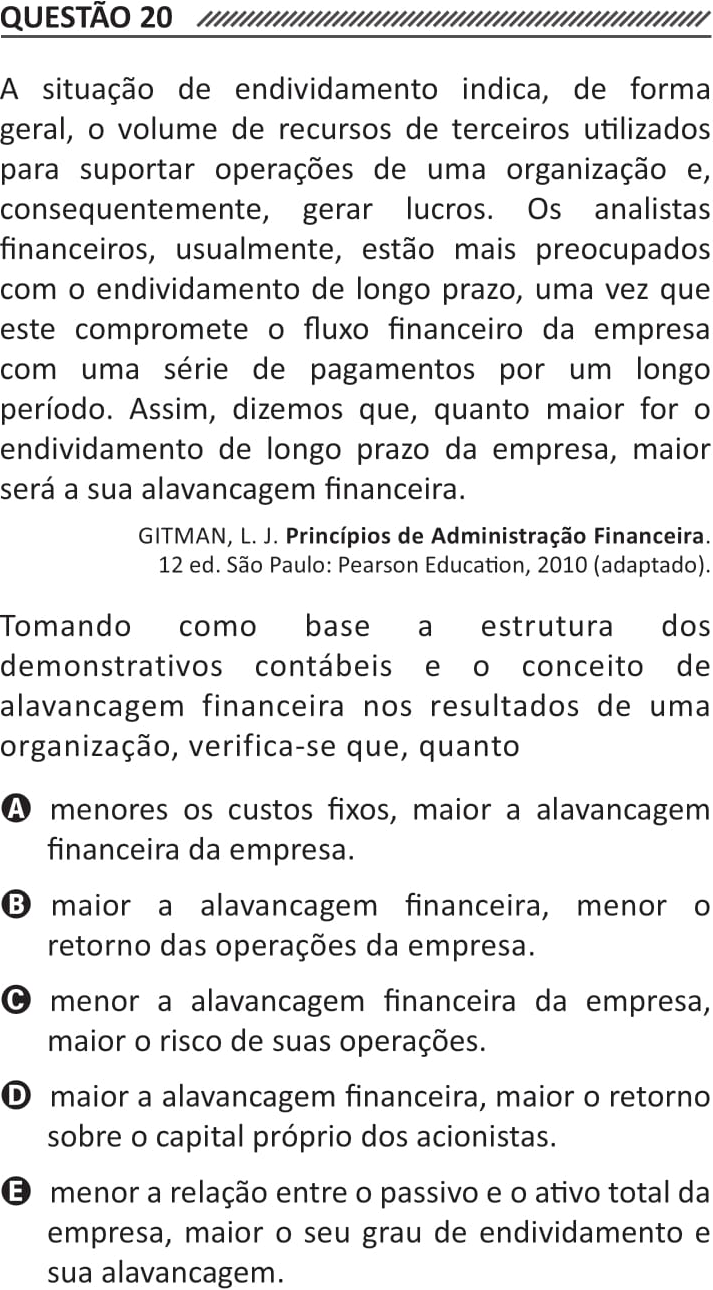 QUESTÃO 20
A situação de endividamento indica, de forma
geral, o volume de recursos de terceiros utilizados
para suportar operações de uma organização e,
consequentemente, gerar lucros. Os analistas
financeiros, usualmente, estão mais preocupados
com o endividamento de longo prazo, uma vez que
este compromete o fluxo financeiro da empresa
com uma série de pagamentos por um longo
período. Assim, dizemos que, quanto maior for o
endividamento de longo prazo da empresa, maior
será a sua alavancagem financeira.
GITMAN, L. J. Princípios de Administração Financeira.
12 ed. São Paulo: Pearson Education, 2010 (adaptado).
Tomando como base a estrutura dos
demonstrativos contábeis e o conceito de
alavancagem financeira nos resultados de uma
organização, verifica-se que, quanto
A menores os custos fixos, maior a alavancagem
financeira da empresa.
B maior a alavancagem financeira, menor o
retorno das operações da empresa.
C menor a alavancagem financeira da empresa,
maior o risco de suas operações.
D maior a alavancagem financeira, maior o retorno
sobre o capital próprio dos acionistas.
E menor a relação entre o passivo e o ativo total da
empresa, maior o seu grau de endividamento e
sua alavancagem.